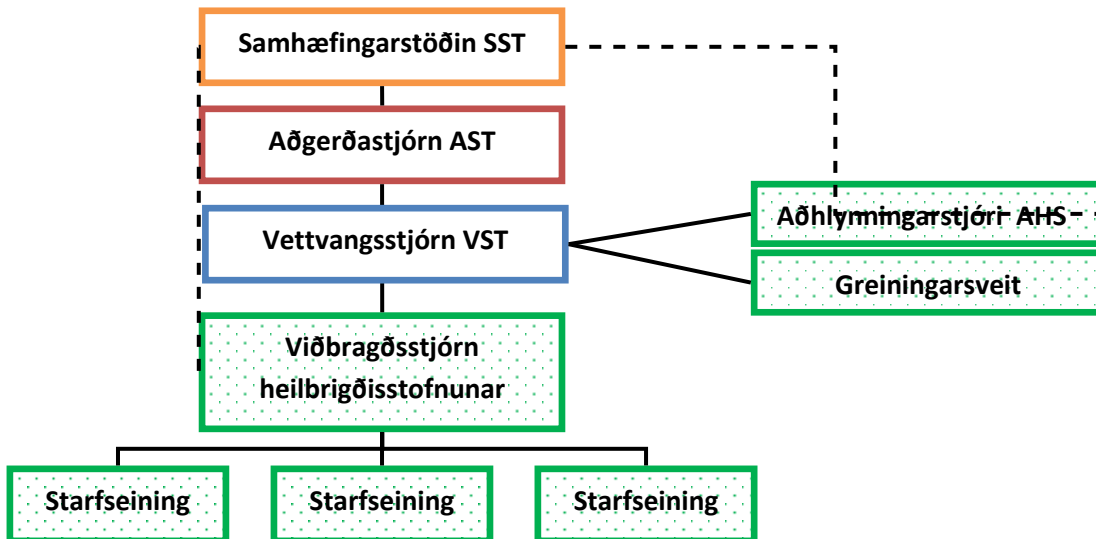 Samhæfingarstöðin SST
Aðgerðastjórn AST
Vettvangsstjórn VST
Aðhlynningarstjóri AHS
Greiningarsveit
Viðbragðsstjórn
heilbrigðisstofnunar
Starfseining
Starfseining
Starfseining